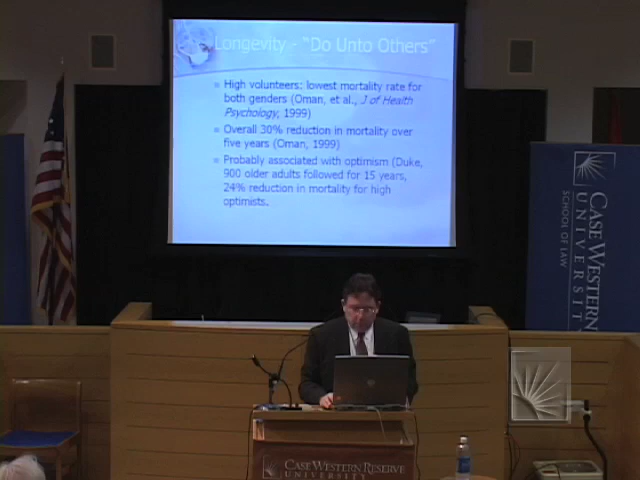 Longevity - "Do Unto Others"
High volunteers: lowest mortality rate for
both genders (Oman, et al., J of Health
Psychology, 1999)
Overall 30% reduction in mortality over
five years (Oman, 1999)
Probably associated with optimism (Duke,
900 older adults followed for 15 years,
24% reduction in mortality for high
optimists.
CASE WESTERN
UNIVERSITY
SCHOOL OF LAW
CASE WESTERN RESERVE
UNIVERSITY